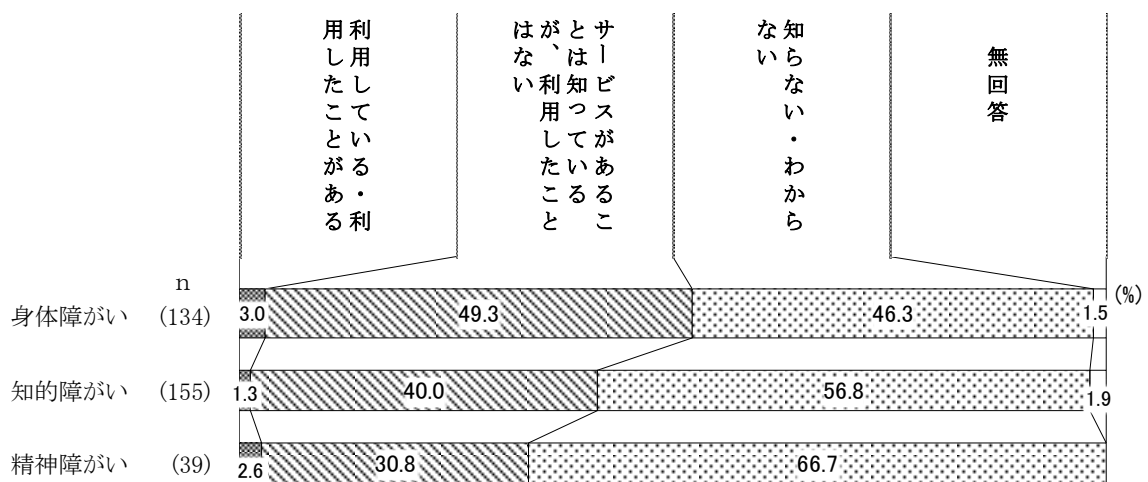 利用している・利
用したことがある
サービスがあるこ
とは知っている
が、利用したこと
はない
知らない・わから
ない
無回答
n
(%)
身体障がい (134) 3.0 49.3 46.3 1.5
知的障がい (155) 1.3 40.0 56.8 1.9
精神障がい (39) 2.6 30.8 66.7